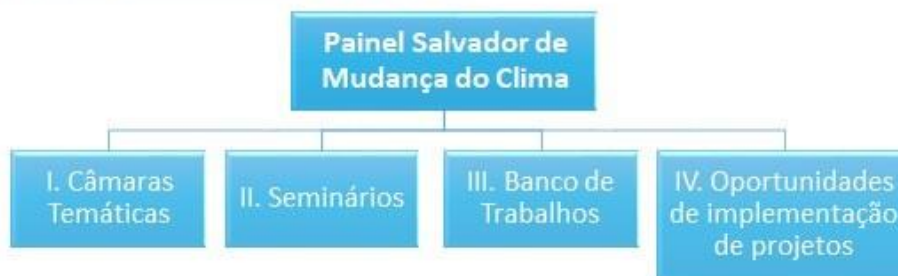 Painel Salvador de
Mudança do Clima
I. Câmaras
Temáticas
II. Seminários
III. Banco de
Trabalhos
IV. Oportunidades
de implementação
de projetos